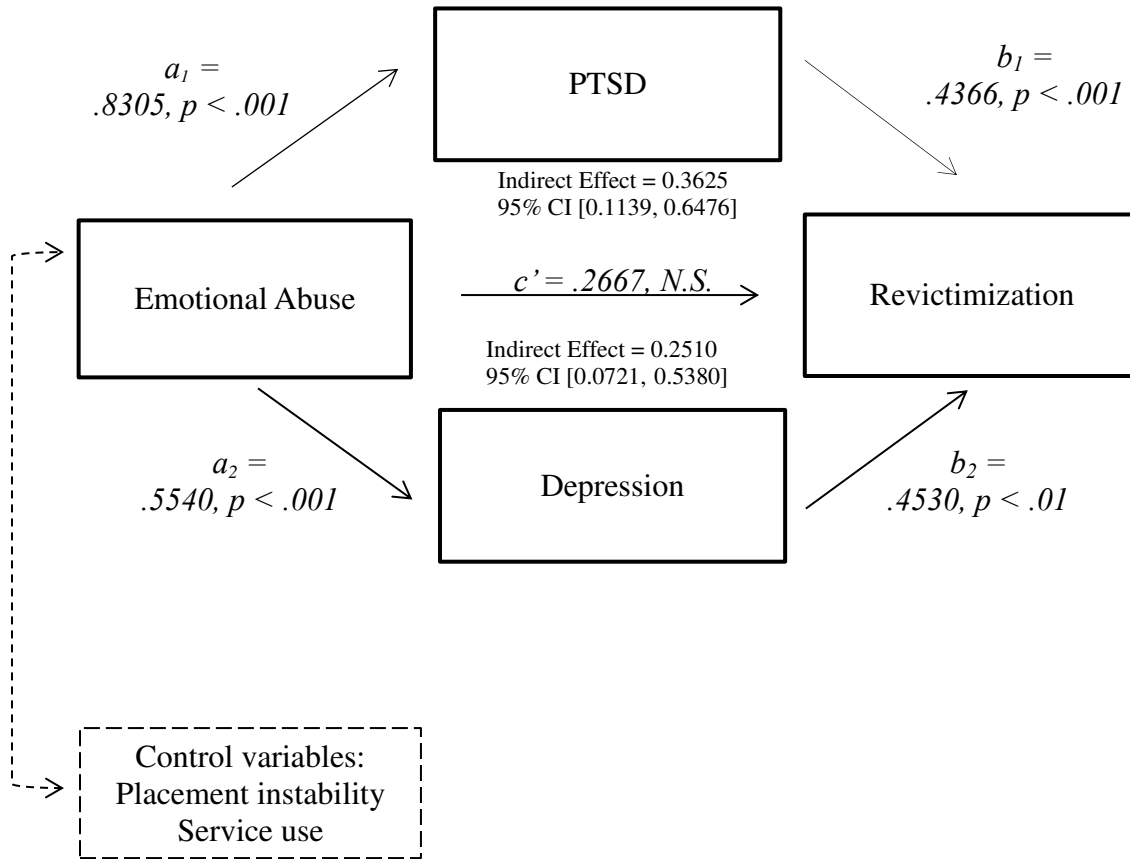 PTSD
a1 =
.8305, p < .001
b1 =
.4366, p < .001
Indirect Effect = 0.3625
95% CI [0.1139, 0.6476]
Emotional Abuse
c’ = .2667, N.S.
Revictimization
Indirect Effect = 0.2510
95% CI [0.0721, 0.5380]
a2 =
.5540, p < .001
Depression
b2 =
.4530, p < .01
Control variables:
Placement instability
Service use